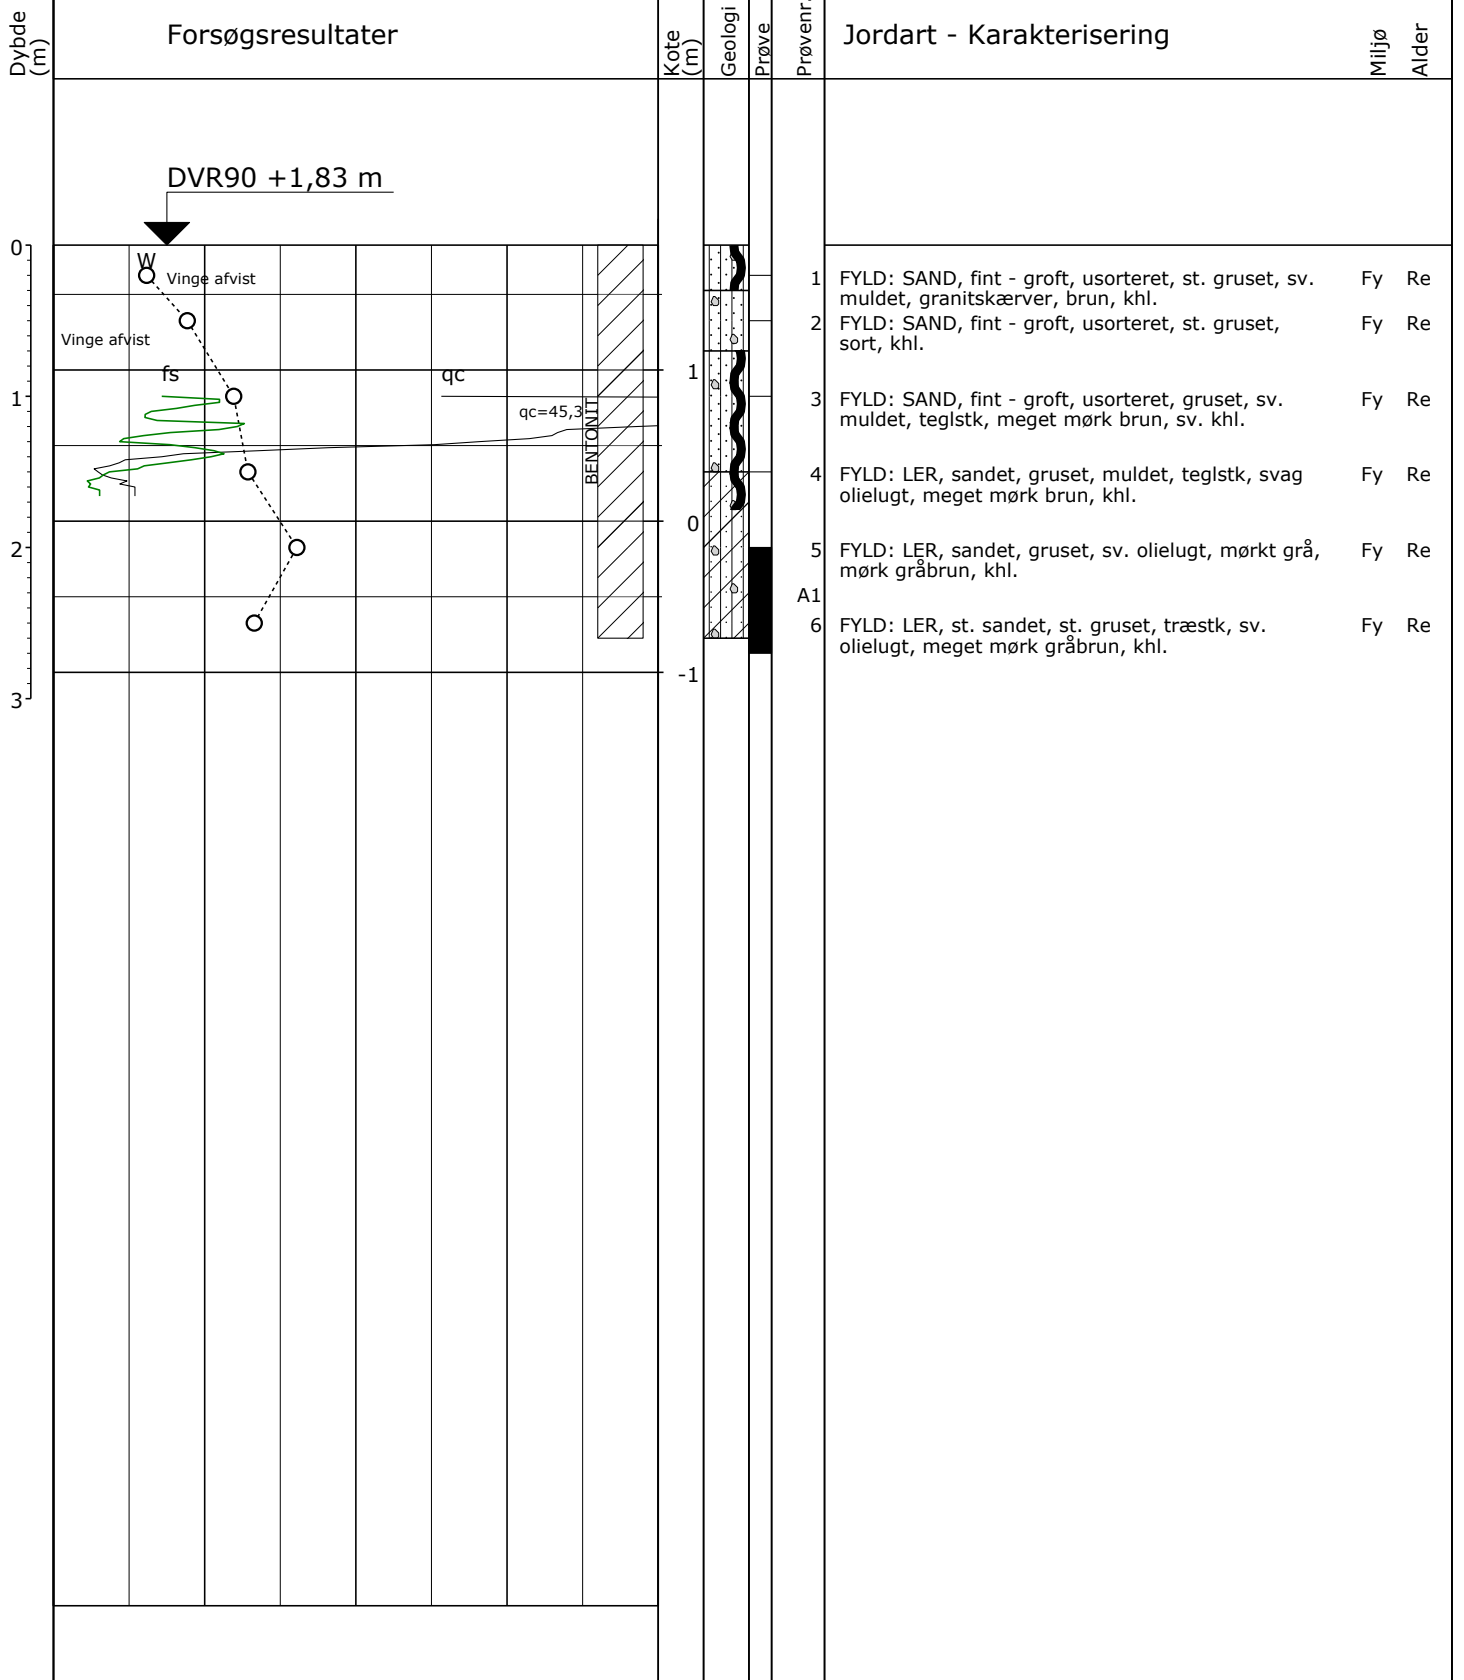 Dybde
(m)
Forsøgsresultater
Kote
(m)
Geologi
Prøve
Prøvenr.
Jordart - Karakterisering
Miljø
Alder
DVR90 +1,83 m
0
W
Vinge afvist
1 FYLD: SAND, fint - groft, usorteret, st. gruset, sv. Fy Re
muldet, granitskærver, brun, khl.
2 FYLD: SAND, fint - groft, usorteret, st. gruset, Fy Re
sort, khl.
Vinge afvist
fs
qc
1
1
qc=45,3
BENTONIT
3 FYLD: SAND, fint - groft, usorteret, gruset, sv. Fy Re
muldet, teglstk, meget mørk brun, sv. khl.
4 FYLD: LER, sandet, gruset, muldet, teglstk, svag Fy Re
olielugt, meget mørk brun, khl.
0
2
5 FYLD: LER, sandet, gruset, sv. olielugt, mørkt grå, Fy Re
mørk gråbrun, khl.
A1
6 FYLD: LER, st. sandet, st. gruset, træstk, sv. Fy Re
olielugt, meget mørk gråbrun, khl.
-1
3